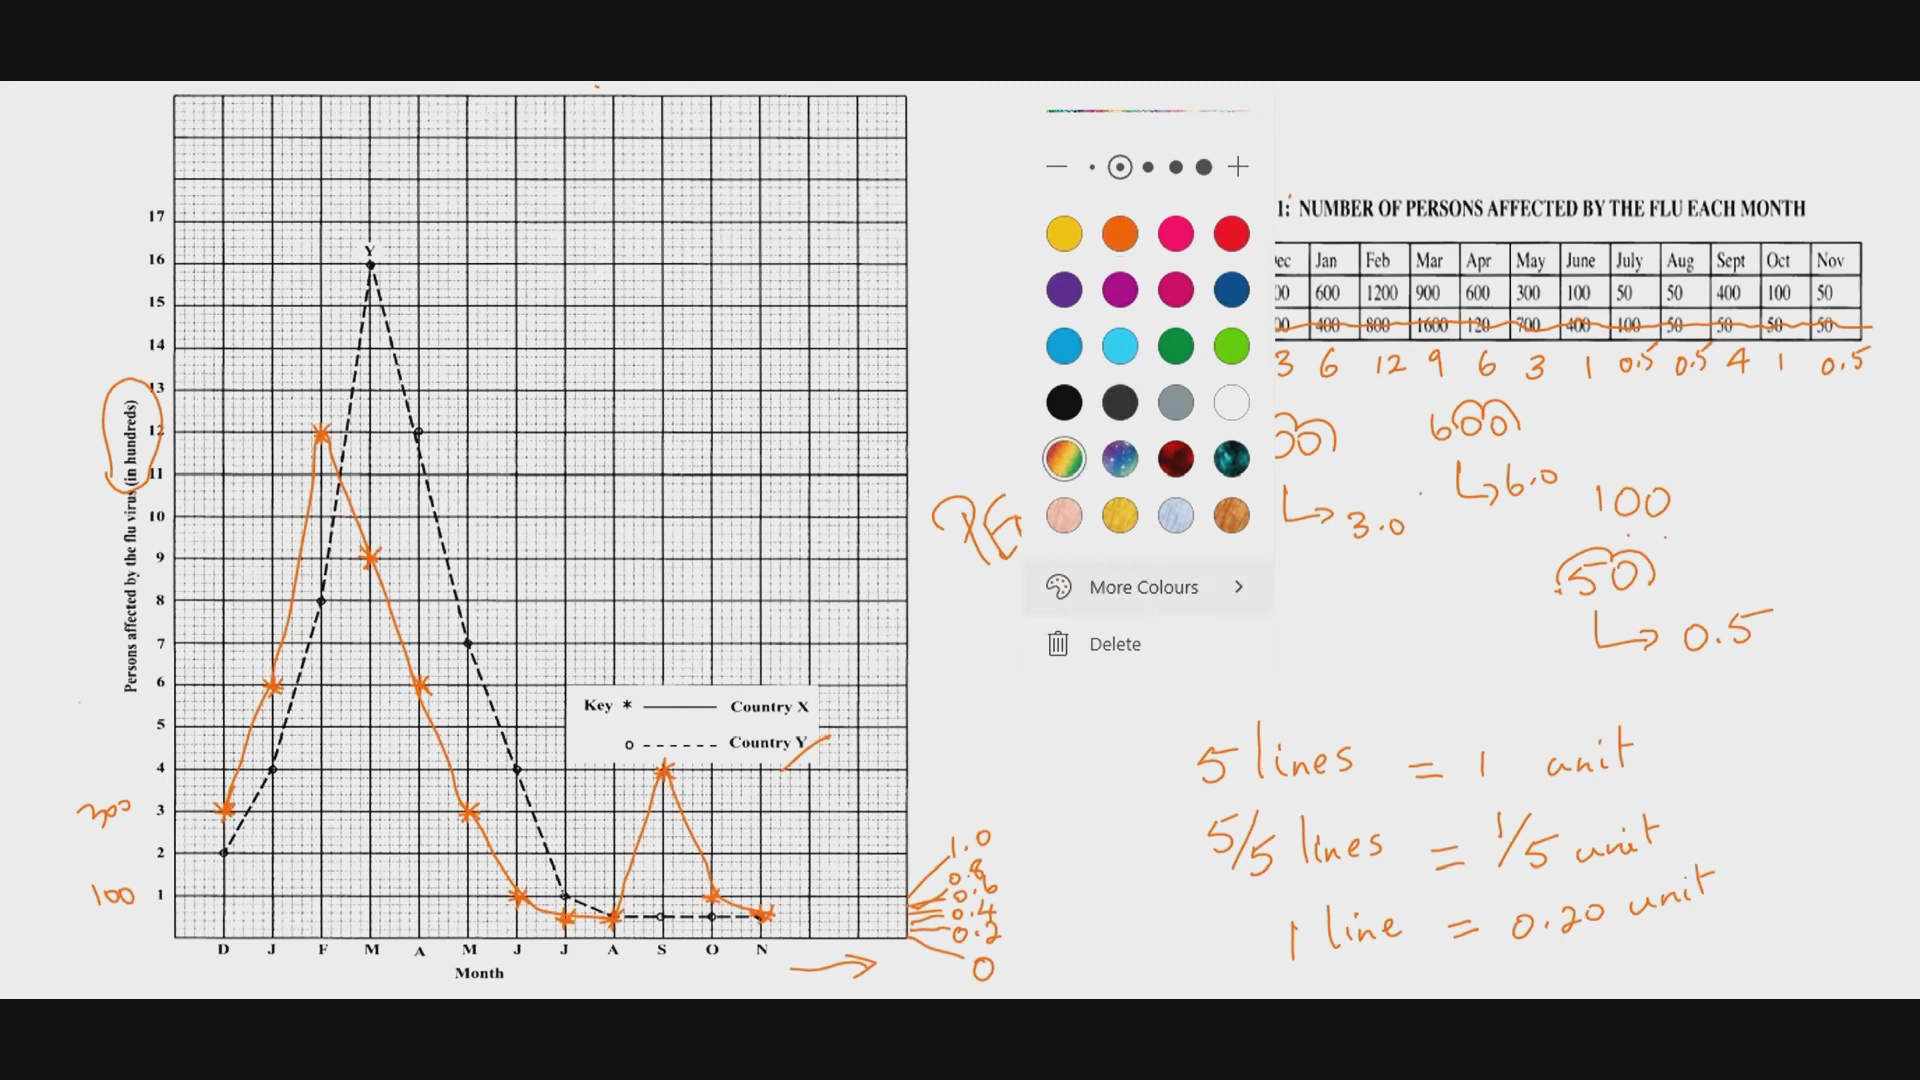 17
16
15
14
13
12
11
10
9
8
7
6
5
4
3
2
1
Y
Persons affected by the flu virus (in hundreds)
300
100
Key * Country X
o Country Y
D J F M A M J J A S O N
Month
1.0
0.8
0.6
0.4
0.2
0
PE
More Colours
Delete
1: NUMBER OF PERSONS AFFECTED BY THE FLU EACH MONTH
ec Jan Feb Mar Apr May June July Aug Sept Oct Nov
00 600 1200 900 600 300 100 50 50 400 100 50
00 400 800 1600 120 700 400 100 50 50 50 50
3 6 12 9 6 3 1 0.5 0.5 4 1 0.5
00 600
3.0 6.0
100
.50
0.5
5 lines = 1 unit
5/5 lines = 1/5 unit
1 line = 0.20 unit